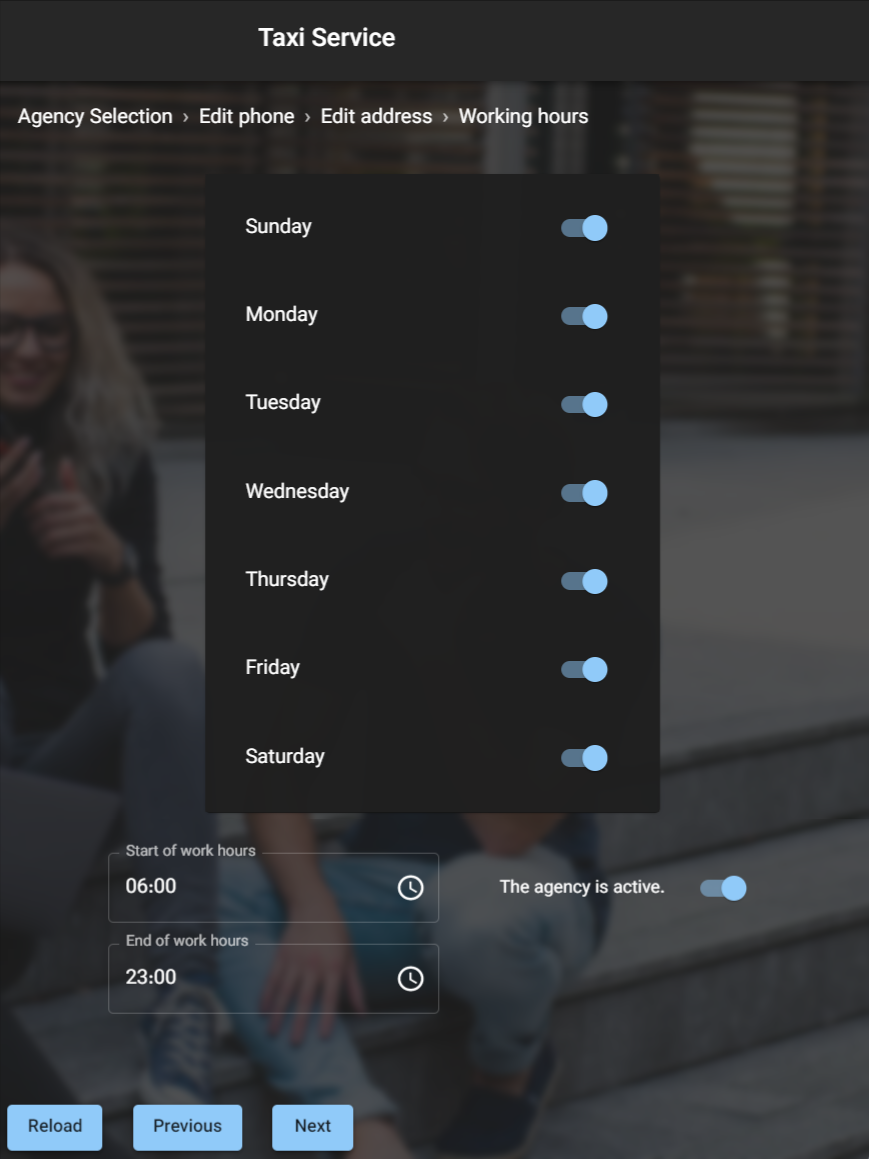 Taxi Service
Agency Selection › Edit phone › Edit address › Working hours
Sunday
Monday
Tuesday
Wednesday
Thursday
Friday
Saturday
Start of work hours
06:00
The agency is active.
End of work hours
23:00
Reload Previous Next